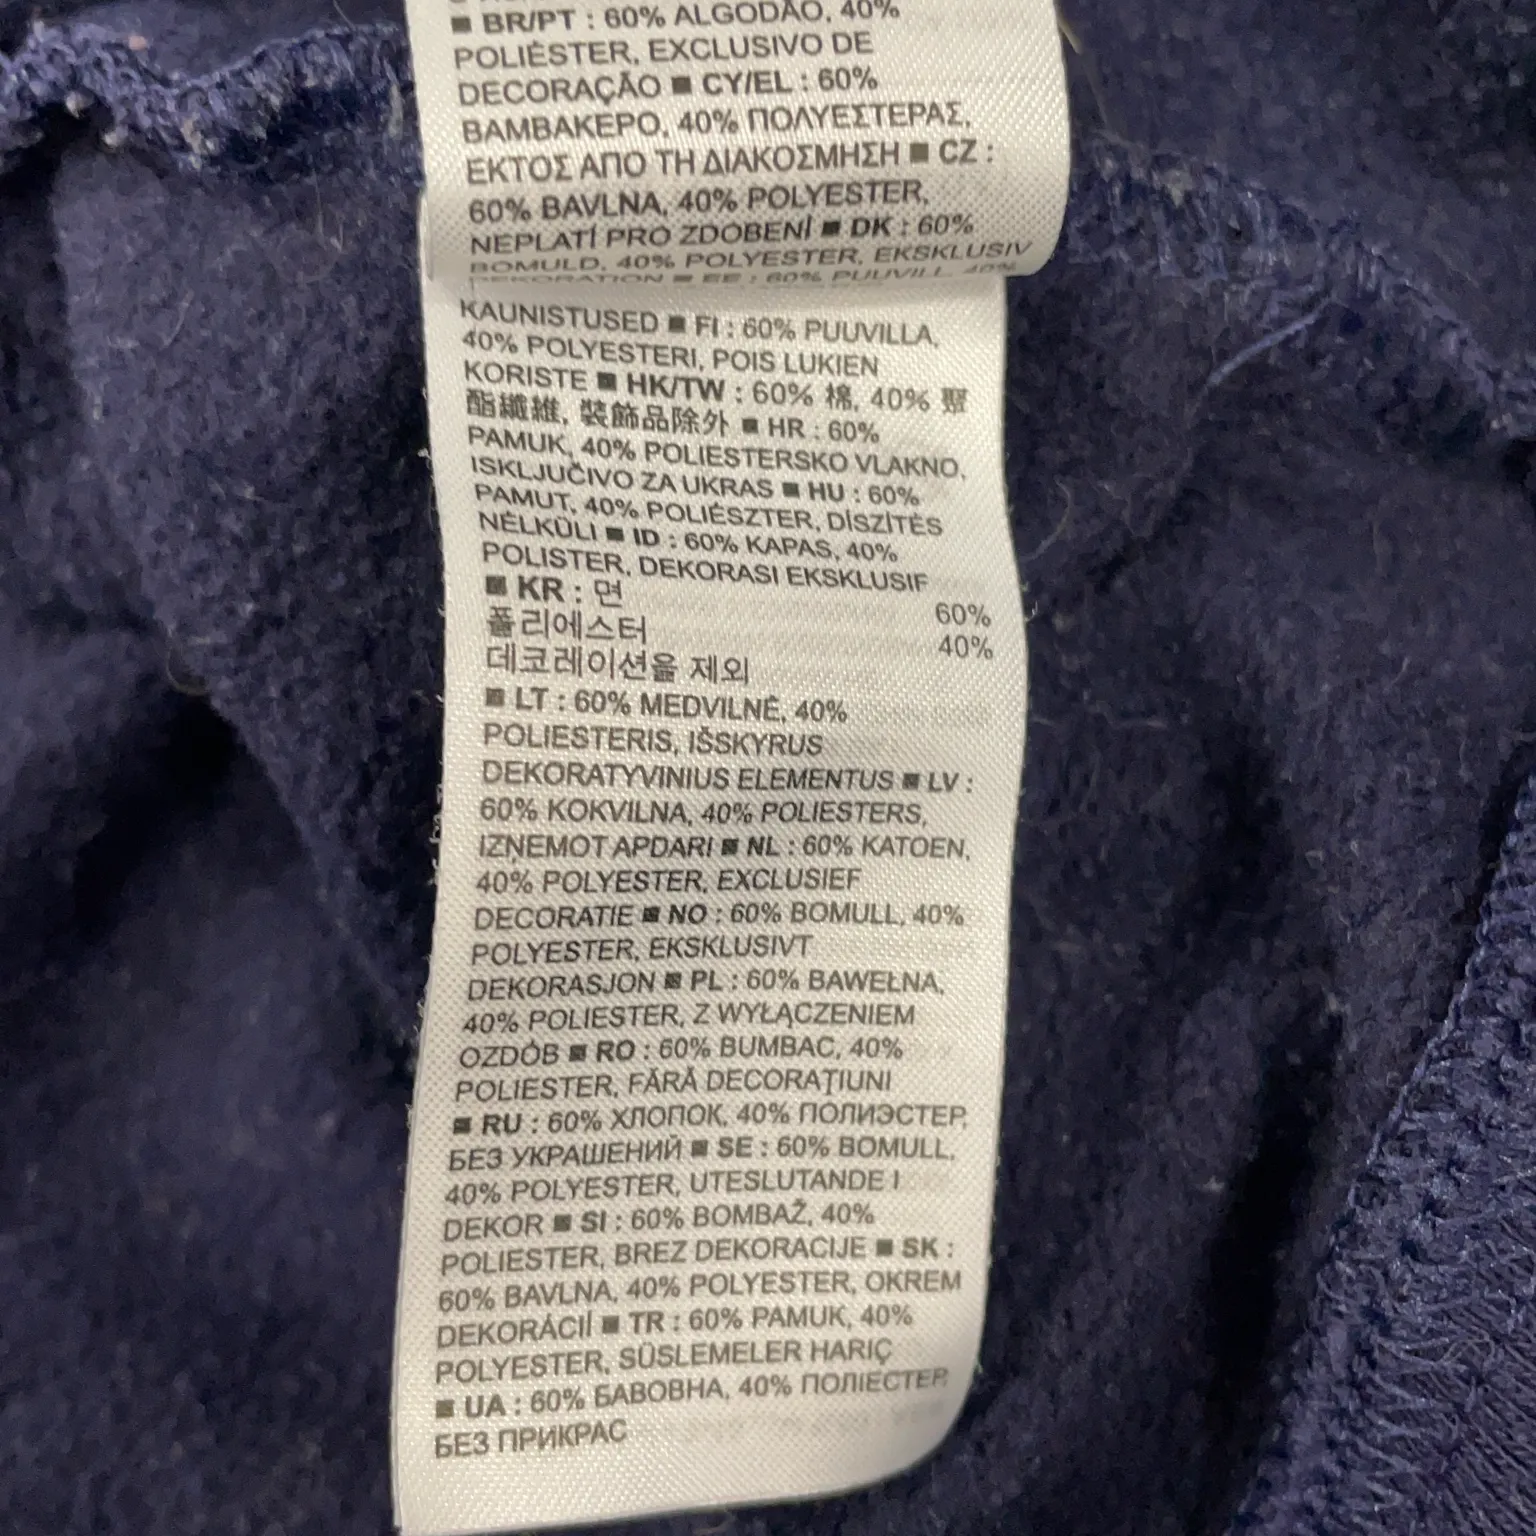 ■ BR/PT : 60% ALGODÃO, 40%
POLIÉSTER, EXCLUSIVO DE
DECORAÇÃO ■ CY/EL : 60%
ΒΑΜΒΑΚΕΡΟ, 40% ΠΟΛΥΕΣΤΕΡΑΣ,
ΕΚΤΟΣ ΑΠΟ ΤΗ ΔΙΑΚΟΣΜΗΣΗ ■ CZ :
60% BAVLNA, 40% POLYESTER,
NEPLATÍ PRO ZDOBENÍ ■ DK : 60%
BOMULD, 40% POLYESTER, EKSKLUSIV
DEKORATION ■ EE : 60% PUUVILL, 40%
KAUNISTUSED ■ FI : 60% PUUVILLA,
40% POLYESTERI, POIS LUKIEN
KORISTE ■ HK/TW : 60% 棉, 40% 聚
酯纖維, 裝飾品除外 ■ HR : 60%
PAMUK, 40% POLIESTERSKO VLAKNO,
ISKLJUČIVO ZA UKRAS ■ HU : 60%
PAMUT, 40% POLIÉSZTER, DÍSZÍTÉS
NÉLKÜLI ■ ID : 60% KAPAS, 40%
POLISTER, DEKORASI EKSKLUSIF
■ KR : 면 60%
폴리에스터 40%
데코레이션을 제외
■ LT : 60% MEDVILNĖ, 40%
POLIESTERIS, IŠSKYRUS
DEKORATYVINIUS ELEMENTUS ■ LV :
60% KOKVILNA, 40% POLIESTERS,
IZŅEMOT APDARI ■ NL : 60% KATOEN,
40% POLYESTER, EXCLUSIEF
DECORATIE ■ NO : 60% BOMULL, 40%
POLYESTER, EKSKLUSIVT
DEKORASJON ■ PL : 60% BAWEŁNA,
40% POLIESTER, Z WYŁĄCZENIEM
OZDÓB ■ RO : 60% BUMBAC, 40%
POLIESTER, FĂRĂ DECORAŢIUNI
■ RU : 60% ХЛОПОК, 40% ПОЛИЭСТЕР,
БЕЗ УКРАШЕНИЙ ■ SE : 60% BOMULL,
40% POLYESTER, UTESLUTANDE I
DEKOR ■ SI : 60% BOMBAŽ, 40%
POLIESTER, BREZ DEKORACIJE ■ SK :
60% BAVLNA, 40% POLYESTER, OKREM
DEKORÁCIÍ ■ TR : 60% PAMUK, 40%
POLYESTER, SÜSLEMELER HARİÇ
■ UA : 60% БАВОВНА, 40% ПОЛІЕСТЕР,
БЕЗ ПРИКРАС